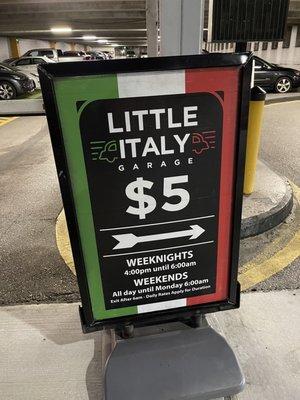 LITTLE
ITALY
GARAGE
$5
WEEKNIGHTS
4:00pm until 6:00am
WEEKENDS
All day until Monday 6:00am
Exit After 6am - Daily Rates Apply for Duration